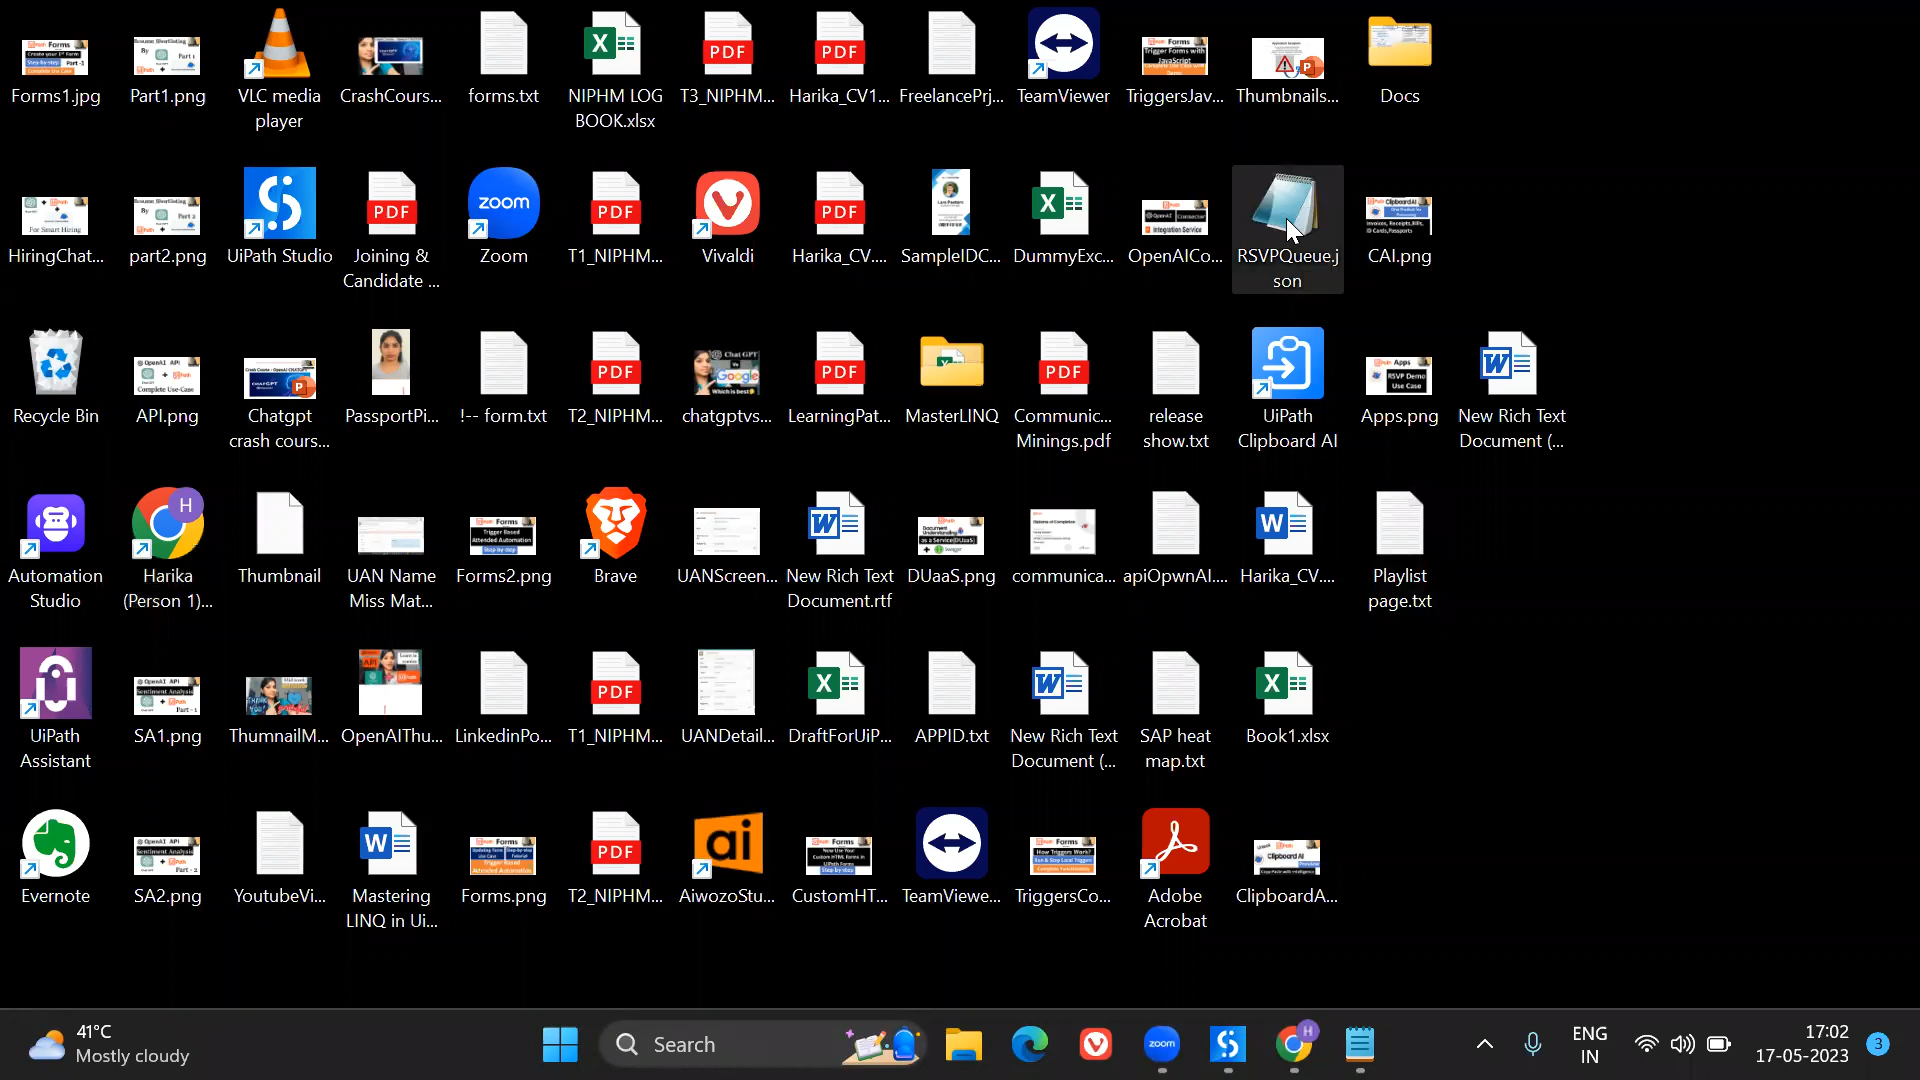 Forms1.jpg
Part1.png
VLC media
player
CrashCours...
forms.txt
NIPHM LOG
BOOK.xlsx
T3_NIPHM...
Harika_CV1...
FreelancePrj...
TeamViewer
TriggersJav...
Thumbnails...
Docs
HiringChat...
part2.png
UiPath Studio
Joining &
Candidate ...
Zoom
T1_NIPHM...
Vivaldi
Harika_CV....
SampleIDC...
DummyExc...
OpenAICo...
RSVPQueue.j
son
CAI.png
Recycle Bin
API.png
Chatgpt
crash cours...
PassportPi...
!-- form.txt
T2_NIPHM...
chatgptvs...
LearningPat...
MasterLINQ
Communic...
Minings.pdf
release
show.txt
UiPath
Clipboard AI
Apps.png
New Rich Text
Document (...
Automation
Studio
Harika
(Person 1)...
Thumbnail
UAN Name
Miss Mat...
Forms2.png
Brave
UANScreen...
New Rich Text
Document.rtf
DUaaS.png
communica...
apiOpwnAI....
Harika_CV....
Playlist
page.txt
UiPath
Assistant
SA1.png
ThumnailM...
OpenAIThu...
LinkedinPo...
T1_NIPHM...
UANDetail...
DraftForUiP...
APPID.txt
New Rich Text
Document (...
SAP heat
map.txt
Book1.xlsx
Evernote
SA2.png
YoutubeVi...
Mastering
LINQ in Ui...
Forms.png
T2_NIPHM...
AiwozoStu...
CustomHT...
TeamViewe...
TriggersCo...
Adobe
Acrobat
ClipboardA...
41°C
Mostly cloudy
Search
zoom
ENG
IN
17:02
17-05-2023
3